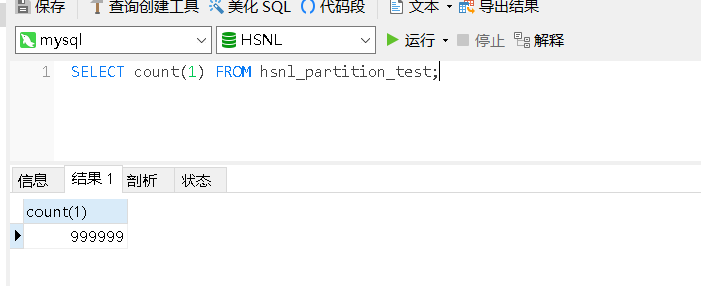 保存 查询创建工具 美化 SQL () 代码段 文本 导出结果
mysql HSNL 运行 停止 解释
1 SELECT count(1) FROM hsnl_partition_test;
信息 结果 1 剖析 状态
count(1)
999999